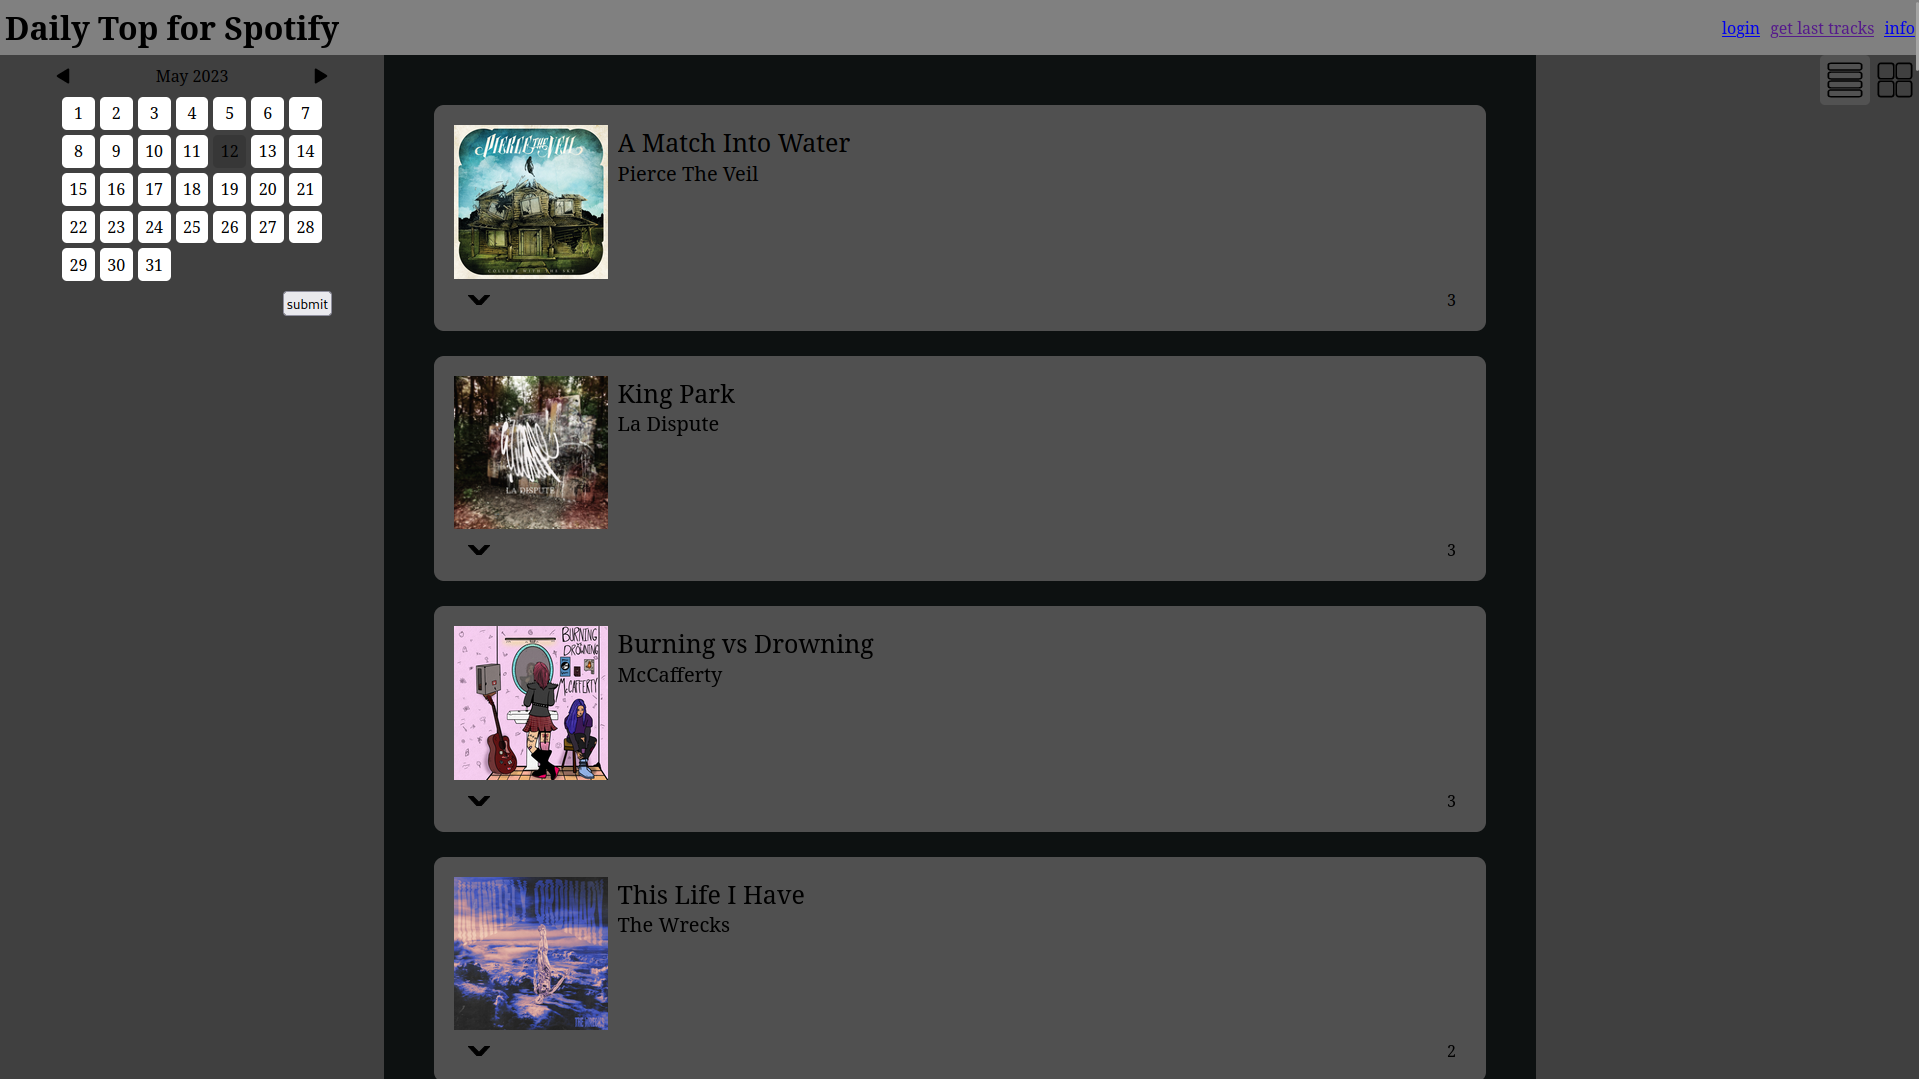 Daily Top for Spotify
login get last tracks info
May 2023
1 2 3 4 5 6 7
8 9 10 11 12 13 14
15 16 17 18 19 20 21
22 23 24 25 26 27 28
29 30 31
submit
PIERCE THE VEIL
COLLIDE WITH THE SKY
A Match Into Water
Pierce The Veil
3
LA DISPUTE
King Park
La Dispute
3
BURNING
VS
DROWNING
McCAFFERTY
Burning vs Drowning
McCafferty
3
THE WRECKS
This Life I Have
The Wrecks
2